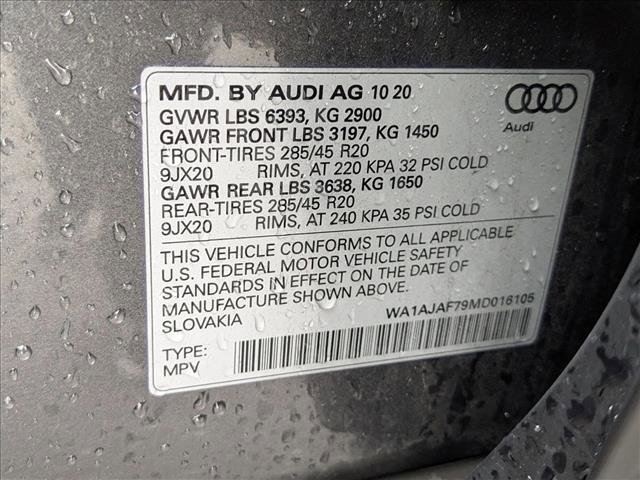 MFD. BY AUDI AG 10 20
GVWR LBS 6393, KG 2900
GAWR FRONT LBS 3197, KG 1450
FRONT-TIRES 285/45 R20
9JX20 RIMS, AT 220 KPA 32 PSI COLD
GAWR REAR LBS 3638, KG 1650
REAR-TIRES 285/45 R20
9JX20 RIMS, AT 240 KPA 35 PSI COLD
Audi
THIS VEHICLE CONFORMS TO ALL APPLICABLE
U.S. FEDERAL MOTOR VEHICLE SAFETY
STANDARDS IN EFFECT ON THE DATE OF
MANUFACTURE SHOWN ABOVE.
SLOVAKIA
WA1AJAF79MD016105
TYPE:
MPV